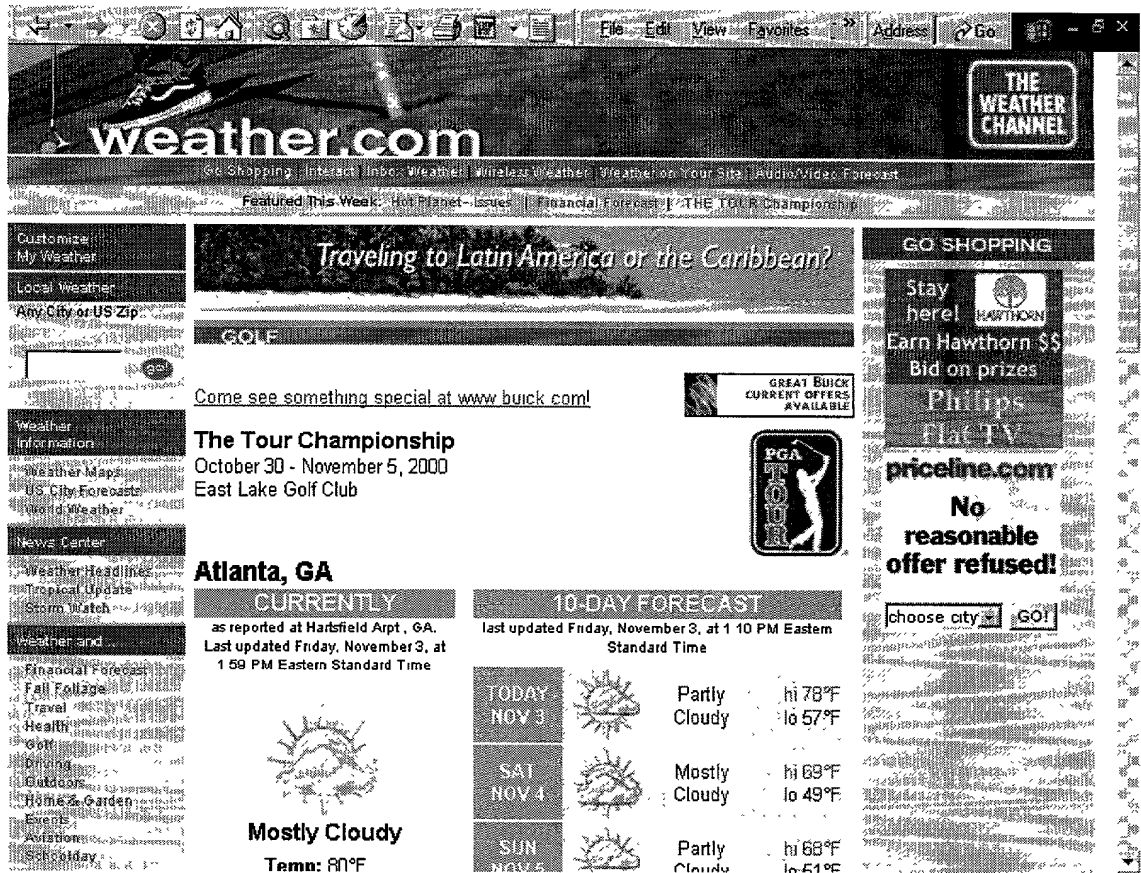 File Edit View Favorites » Address Go
THE
WEATHER
CHANNEL
weather.com
Go Shopping | Interact | Inbox Weather | Wireless Weather | Weather on Your Site | Audio/Video Forecast
Featured This Week: Hot Planet--Issues | Financial Forecast | THE TOUR Championship
Customize
My Weather
Local Weather
Any City or US Zip
go!
Weather
Information
Weather Maps
US City Forecasts
World Weather
News Center
Weather Headlines
Tropical Update
Storm Watch
Weather and ...
Financial Forecast
Fall Foliage
Travel
Health
Golf
Driving
Outdoors
Home & Garden
Events
Aviation
Schoolday
Traveling to Latin America or the Caribbean?
GOLF
Come see something special at www buick com!
GREAT BUICK
CURRENT OFFERS
AVAILABLE
The Tour Championship
October 30 - November 5, 2000
East Lake Golf Club
PGA
TOUR
Atlanta, GA
CURRENTLY
as reported at Hartsfield Arpt , GA.
Last updated Friday, November 3, at
1 59 PM Eastern Standard Time
Mostly Cloudy
Temp: 80°F
10-DAY FORECAST
last updated Friday, November 3, at 1 10 PM Eastern
Standard Time
TODAY Partly hi 78°F
NOV 3 Cloudy lo 57°F
SAT Mostly hi 69°F
NOV 4 Cloudy lo 49°F
SUN Partly hi 68°F
NOV 5 Cloudy lo 51°F
GO SHOPPING
Stay
here!
HAWTHORN
Earn Hawthorn $$
Bid on prizes
Philips
Flat TV
priceline.com
No
reasonable
offer refused!
choose city GO!